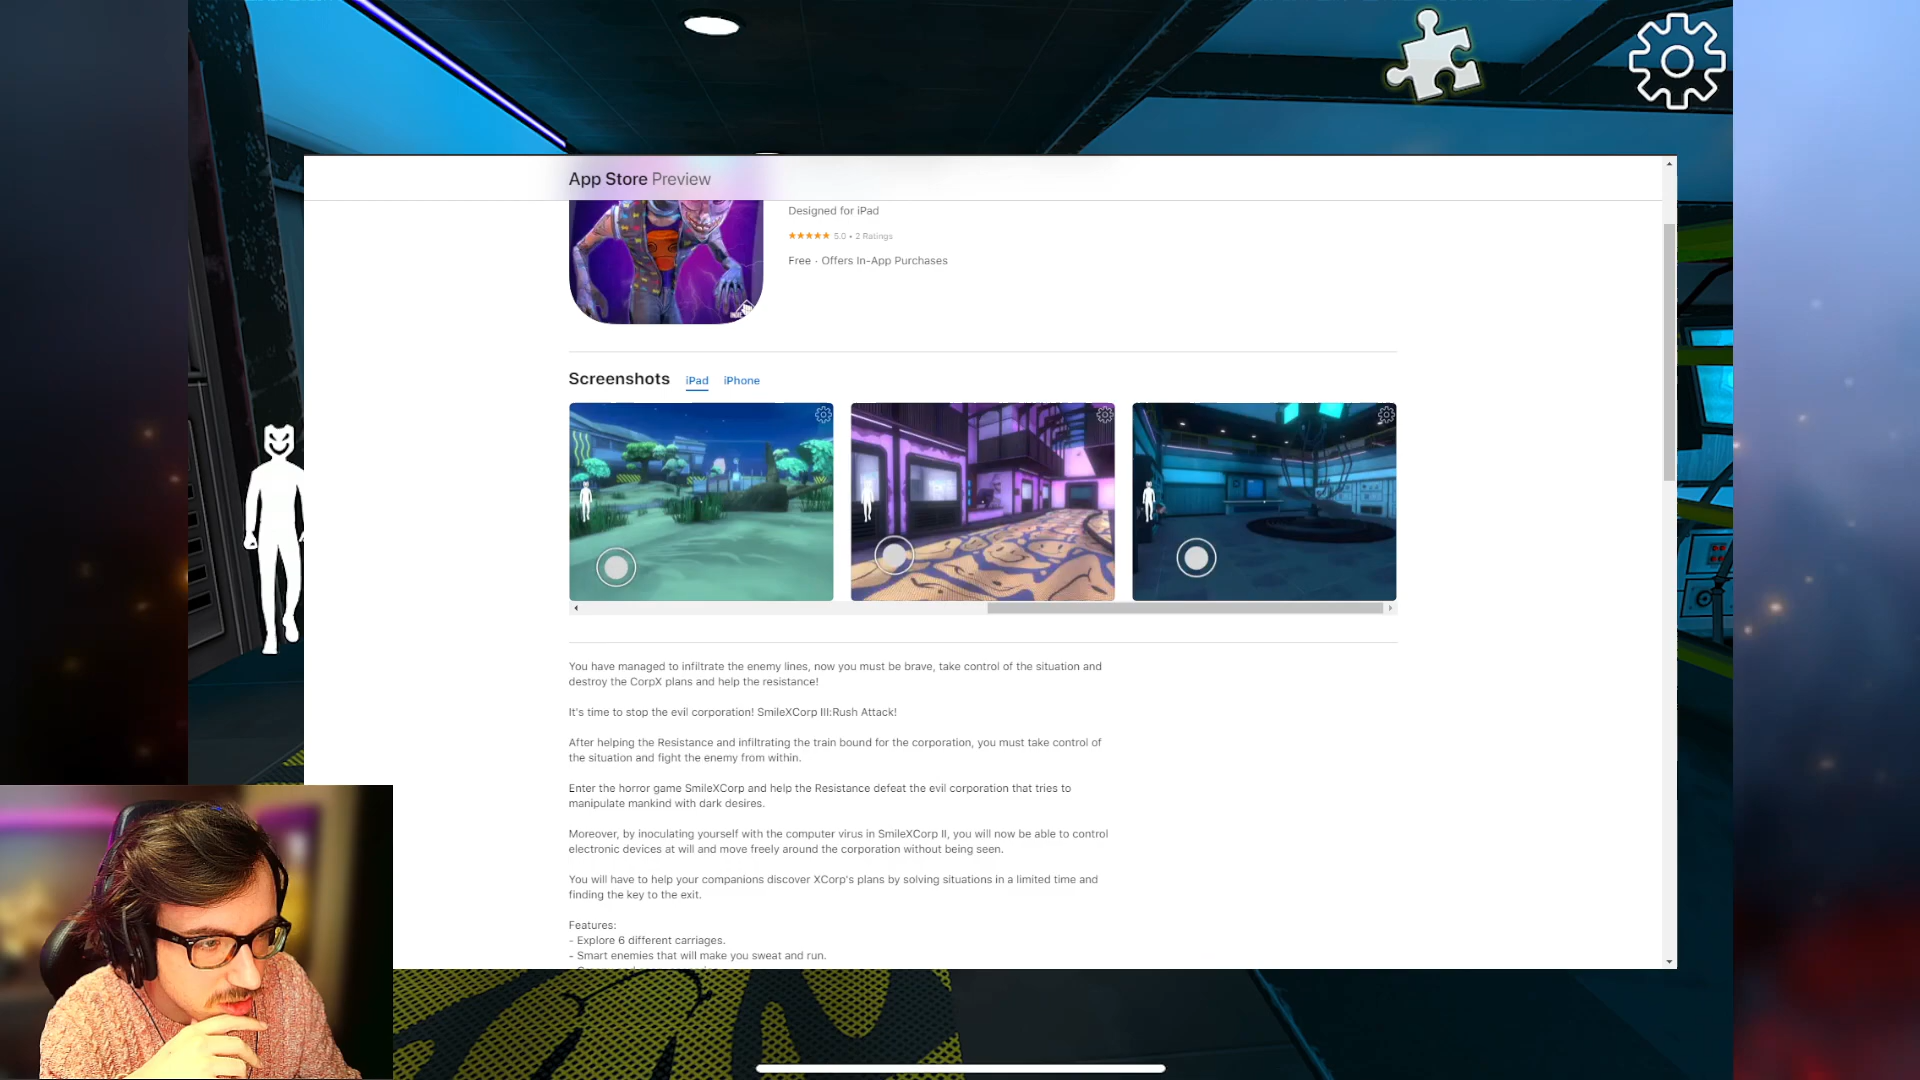 App Store Preview
Designed for iPad
5.0 • 2 Ratings
Free · Offers In-App Purchases
Screenshots iPad iPhone
You have managed to infiltrate the enemy lines, now you must be brave, take control of the situation and
destroy the CorpX plans and help the resistance!
It's time to stop the evil corporation! SmileXCorp III:Rush Attack!
After helping the Resistance and infiltrating the train bound for the corporation, you must take control of
the situation and fight the enemy from within.
Enter the horror game SmileXCorp and help the Resistance defeat the evil corporation that tries to
manipulate mankind with dark desires.
Moreover, by inoculating yourself with the computer virus in SmileXCorp II, you will now be able to control
electronic devices at will and move freely around the corporation without being seen.
You will have to help your companions discover XCorp's plans by solving situations in a limited time and
finding the key to the exit.
Features:
- Explore 6 different carriages.
- Smart enemies that will make you sweat and run.